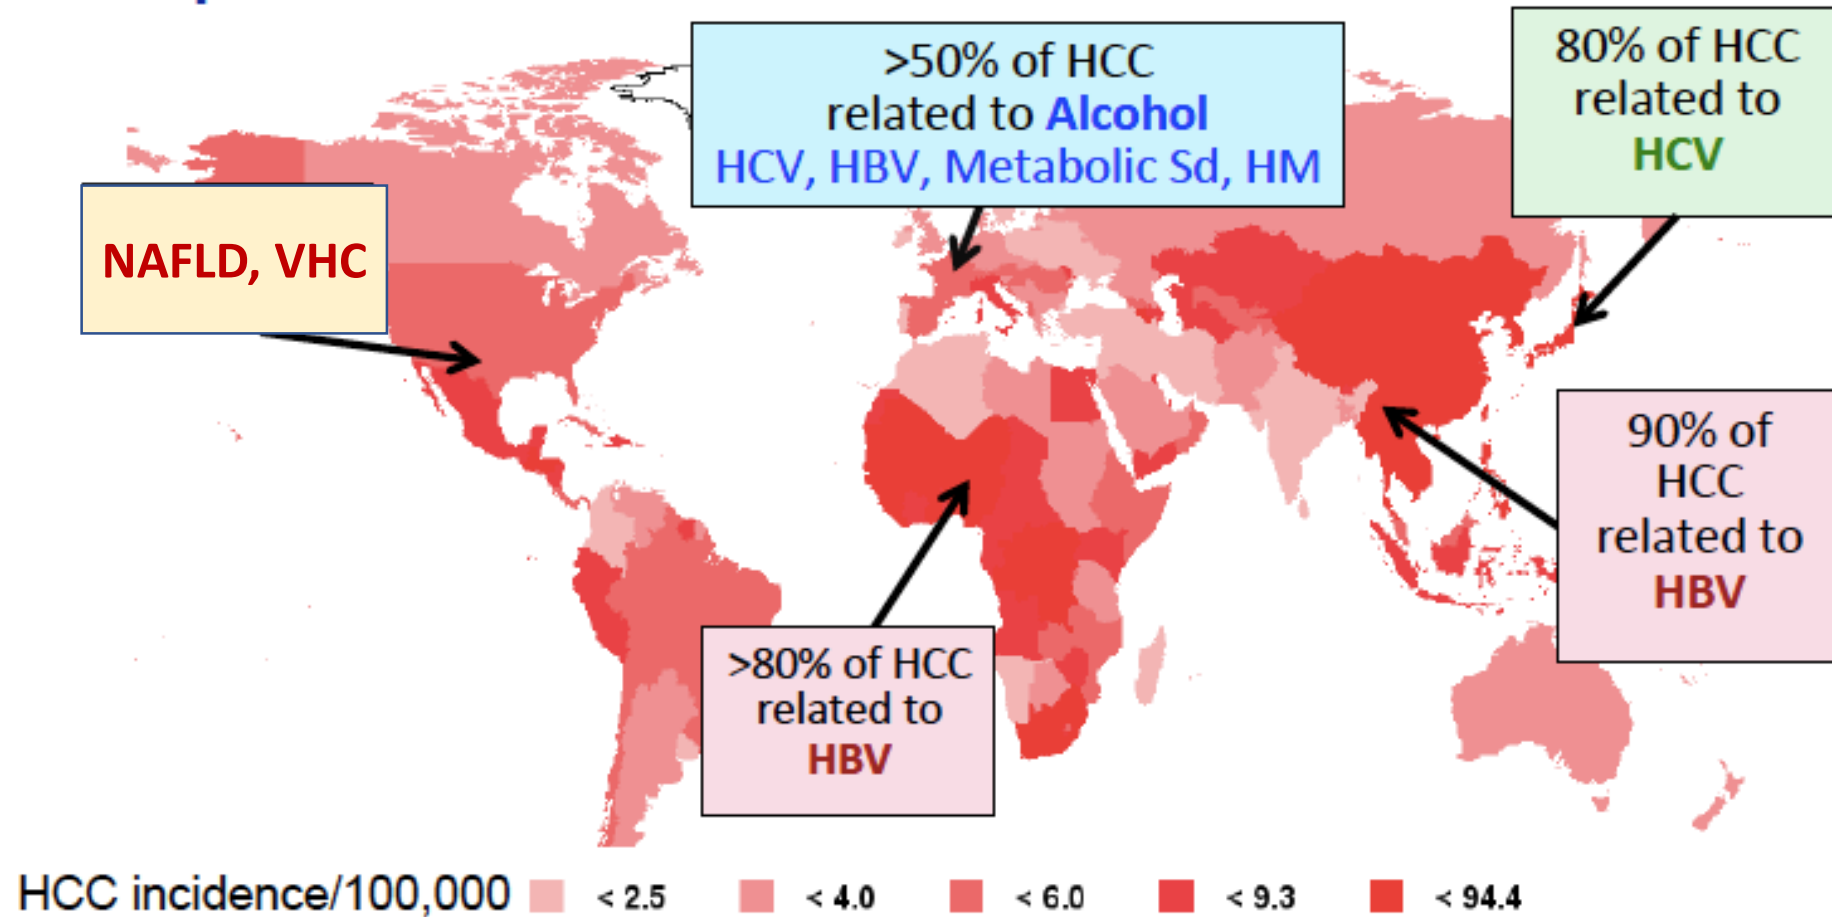 >50% of HCC
related to Alcohol
HCV, HBV, Metabolic Sd, HM
80% of HCC
related to
HCV
NAFLD, VHC
90% of
HCC
related to
HBV
>80% of HCC
related to
HBV
HCC incidence/100,000 < 2.5 < 4.0 < 6.0 < 9.3 < 94.4